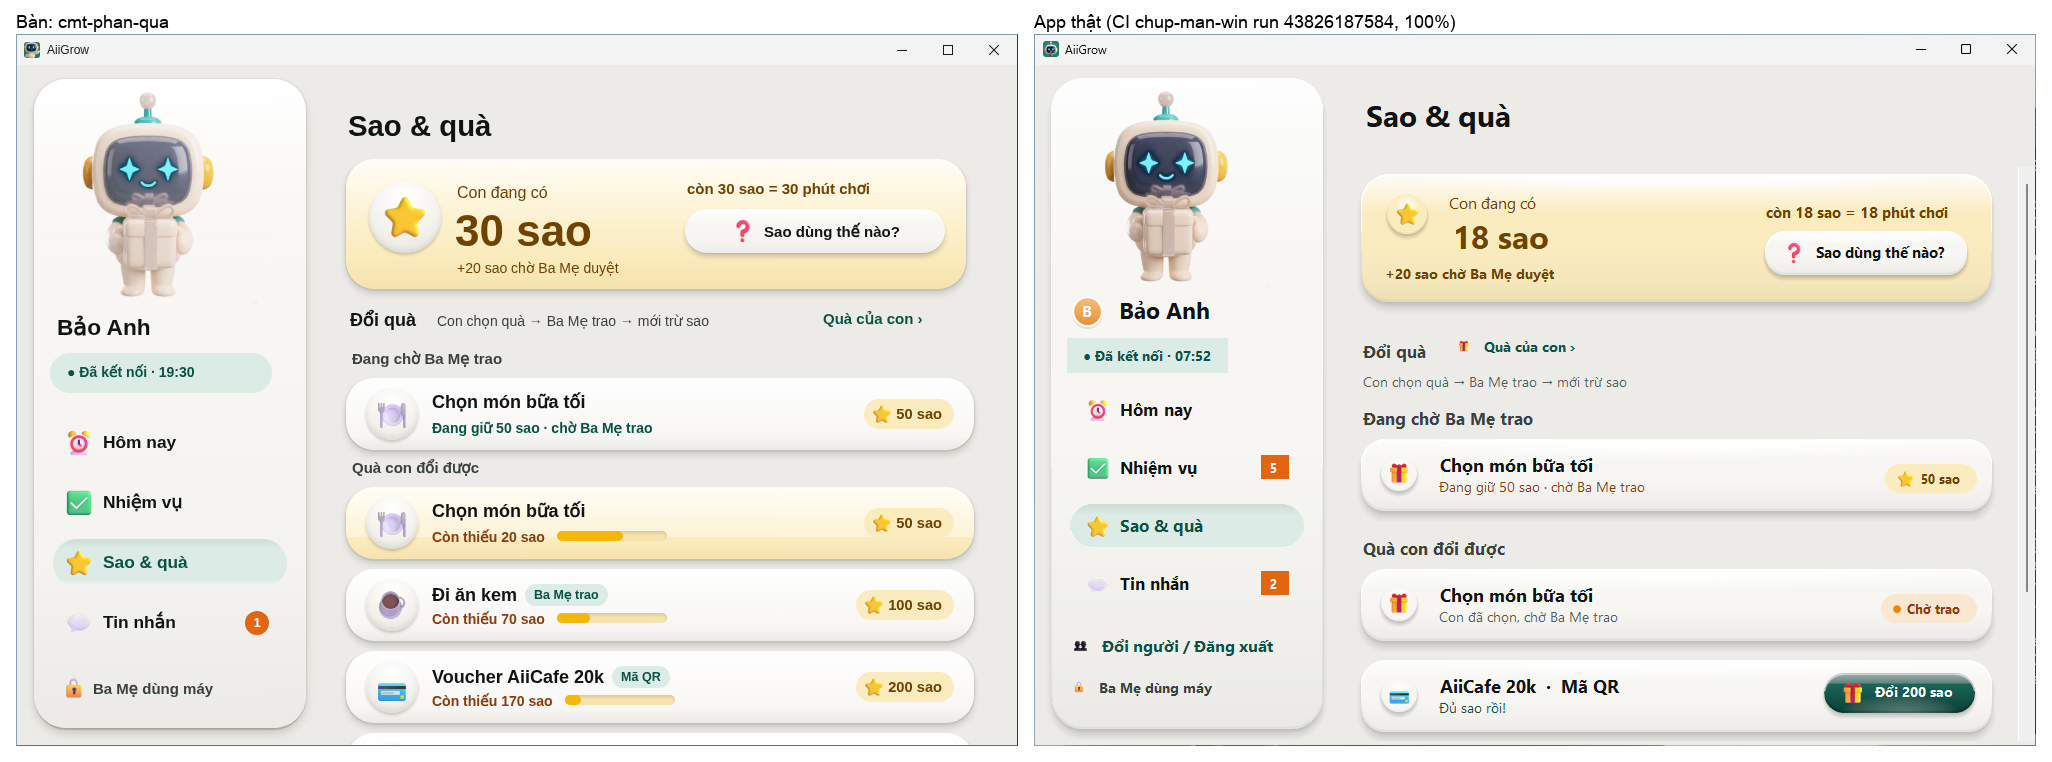 Bàn: cmt-phan-qua
AiiGrow
Bảo Anh
● Đã kết nối · 19:30
Hôm nay
Nhiệm vụ
Sao & quà
Tin nhắn
1
Ba Mẹ dùng máy
Sao & quà
Con đang có
30 sao
+20 sao chờ Ba Mẹ duyệt
còn 30 sao = 30 phút chơi
❓ Sao dùng thế nào?
Đổi quà
Con chọn quà → Ba Mẹ trao → mới trừ sao
Quà của con ›
Đang chờ Ba Mẹ trao
Chọn món bữa tối
Đang giữ 50 sao · chờ Ba Mẹ trao
50 sao
Quà con đổi được
Chọn món bữa tối
Còn thiếu 20 sao
50 sao
Đi ăn kem
Ba Mẹ trao
Còn thiếu 70 sao
100 sao
Voucher AiiCafe 20k
Mã QR
Còn thiếu 170 sao
200 sao
App thật (CI chup-man-win run 43826187584, 100%)
AiiGrow
B
Bảo Anh
● Đã kết nối · 07:52
Hôm nay
Nhiệm vụ
5
Sao & quà
Tin nhắn
2
Đổi người / Đăng xuất
Ba Mẹ dùng máy
Sao & quà
Con đang có
18 sao
+20 sao chờ Ba Mẹ duyệt
còn 18 sao = 18 phút chơi
❓ Sao dùng thế nào?
Đổi quà
Quà của con ›
Con chọn quà → Ba Mẹ trao → mới trừ sao
Đang chờ Ba Mẹ trao
Chọn món bữa tối
Đang giữ 50 sao · chờ Ba Mẹ trao
50 sao
Quà con đổi được
Chọn món bữa tối
Con đã chọn, chờ Ba Mẹ trao
● Chờ trao
AiiCafe 20k · Mã QR
Đủ sao rồi!
Đổi 200 sao